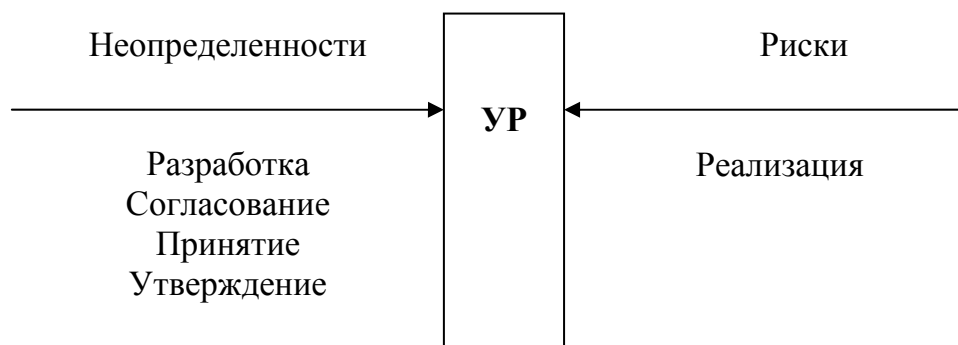 Неопределенности
Риски
УР
Разработка
Согласование
Принятие
Утверждение
Реализация